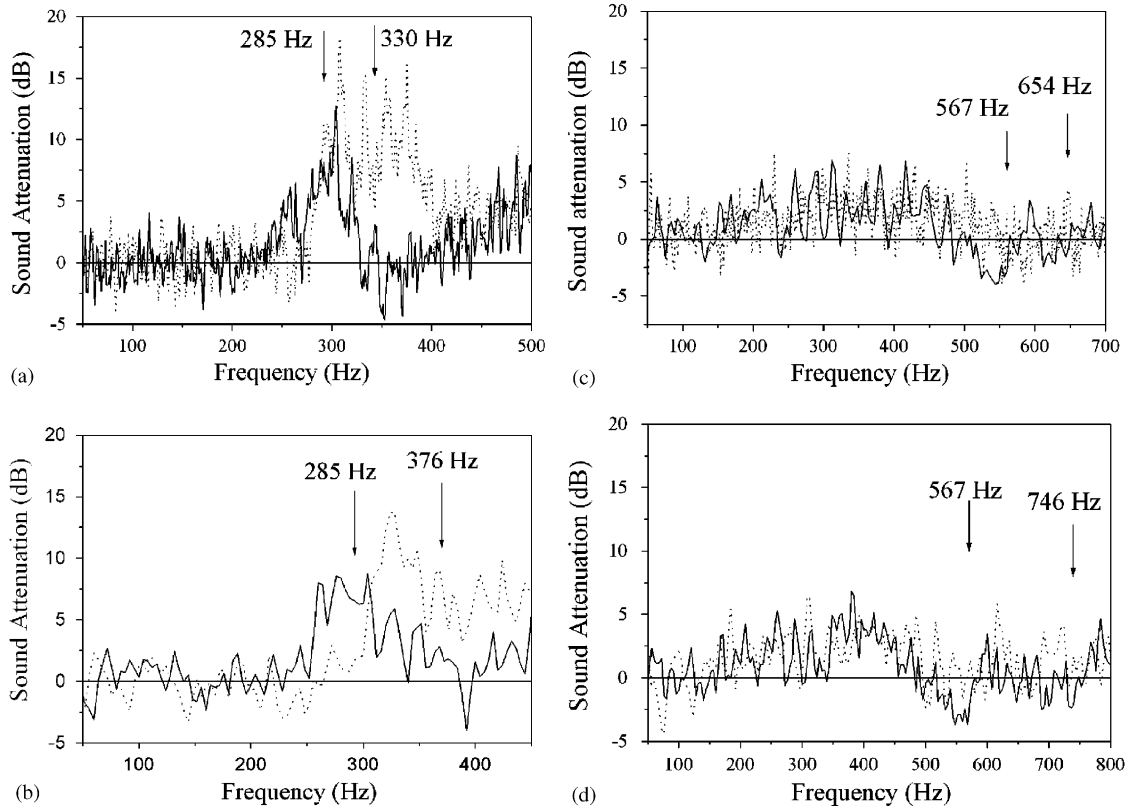 20
15
10
5
0
-5
Sound Attenuation (dB)
285 Hz
330 Hz
100 200 300 400 500
Frequency (Hz)
(a)
20
15
10
5
0
-5
Sound attenuation (dB)
567 Hz
654 Hz
100 200 300 400 500 600 700
Frequency (Hz)
(c)
20
15
10
5
0
-5
Sound Attenuation (dB)
285 Hz
376 Hz
100 200 300 400
Frequency (Hz)
(b)
20
15
10
5
0
-5
Sound Attenuation (dB)
567 Hz
746 Hz
100 200 300 400 500 600 700 800
Frequency (Hz)
(d)